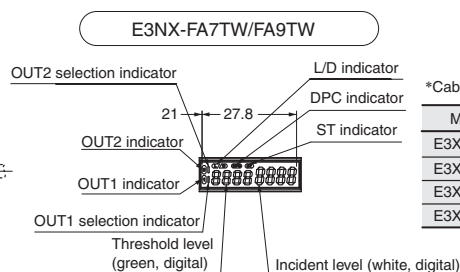 E3NX-FA7TW/FA9TW
OUT2 selection indicator
L/D indicator
DPC indicator
ST indicator
21
27.8
OUT2 indicator
OUT1 indicator
OUT1 selection indicator
Threshold level
(green, digital)
Incident level (white, digital)
*Cab
M
E3X
E3X
E3X
E3X